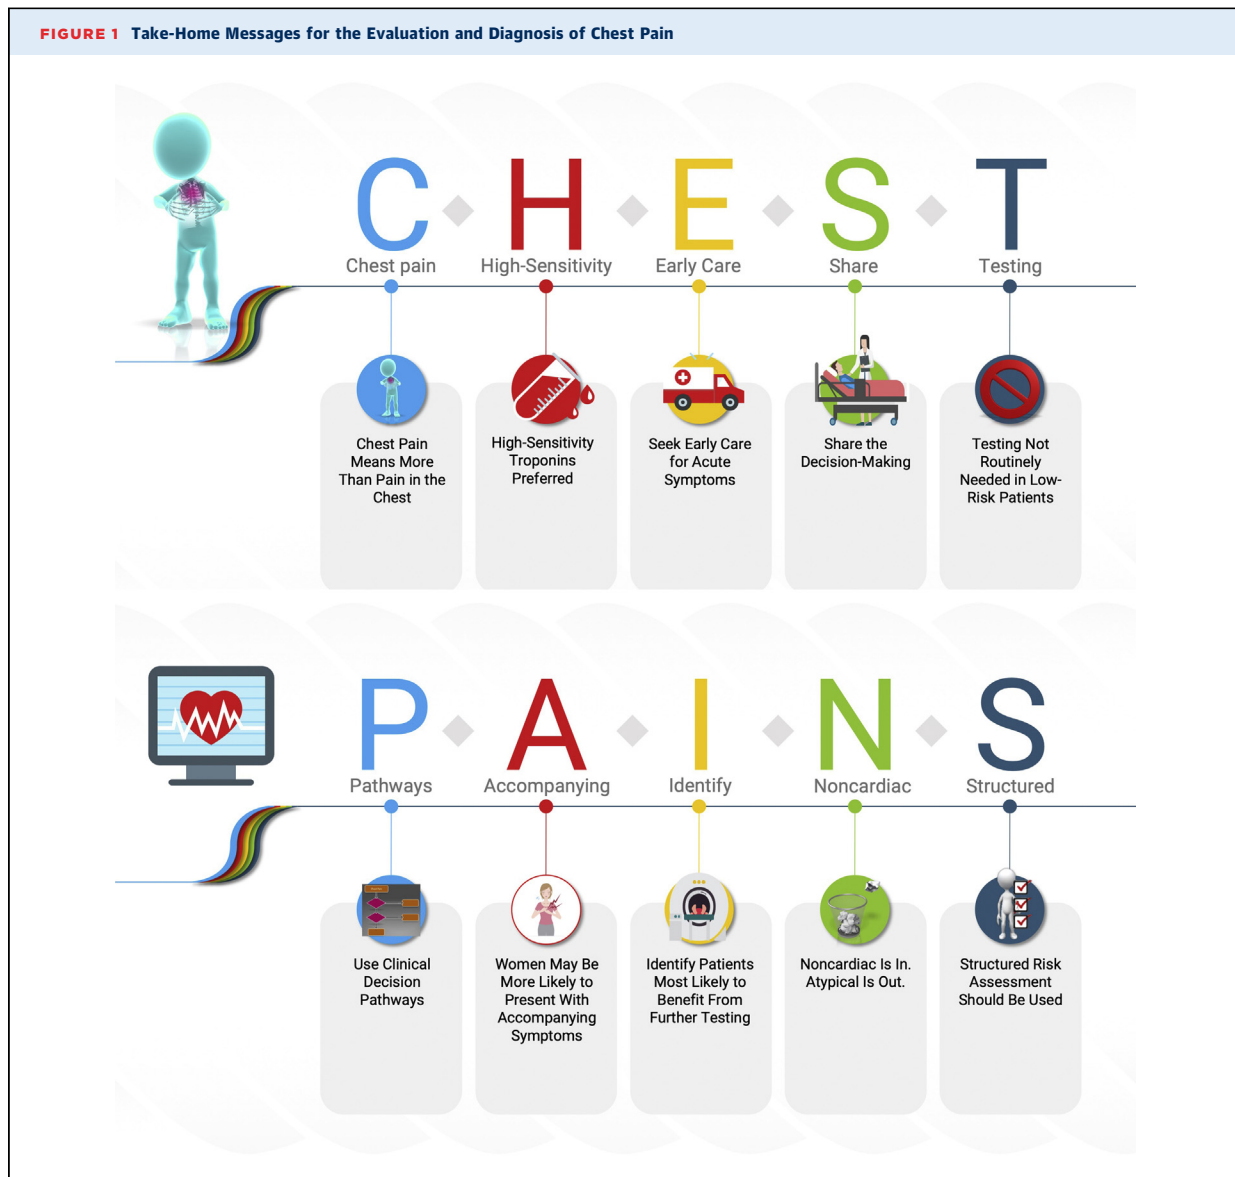 FIGURE 1 Take-Home Messages for the Evaluation and Diagnosis of Chest Pain
C H E S T
Chest pain High-Sensitivity Early Care Share Testing
Chest Pain
Means More
Than Pain in the
Chest
High-Sensitivity
Troponins
Preferred
Seek Early Care
for Acute
Symptoms
Share the
Decision-Making
Testing Not
Routinely
Needed in Low-
Risk Patients
P A I N S
Pathways Accompanying Identify Noncardiac Structured
Use Clinical
Decision
Pathways
Women May Be
More Likely to
Present With
Accompanying
Symptoms
Identify Patients
Most Likely to
Benefit From
Further Testing
Noncardiac Is In.
Atypical Is Out.
Structured Risk
Assessment
Should Be Used